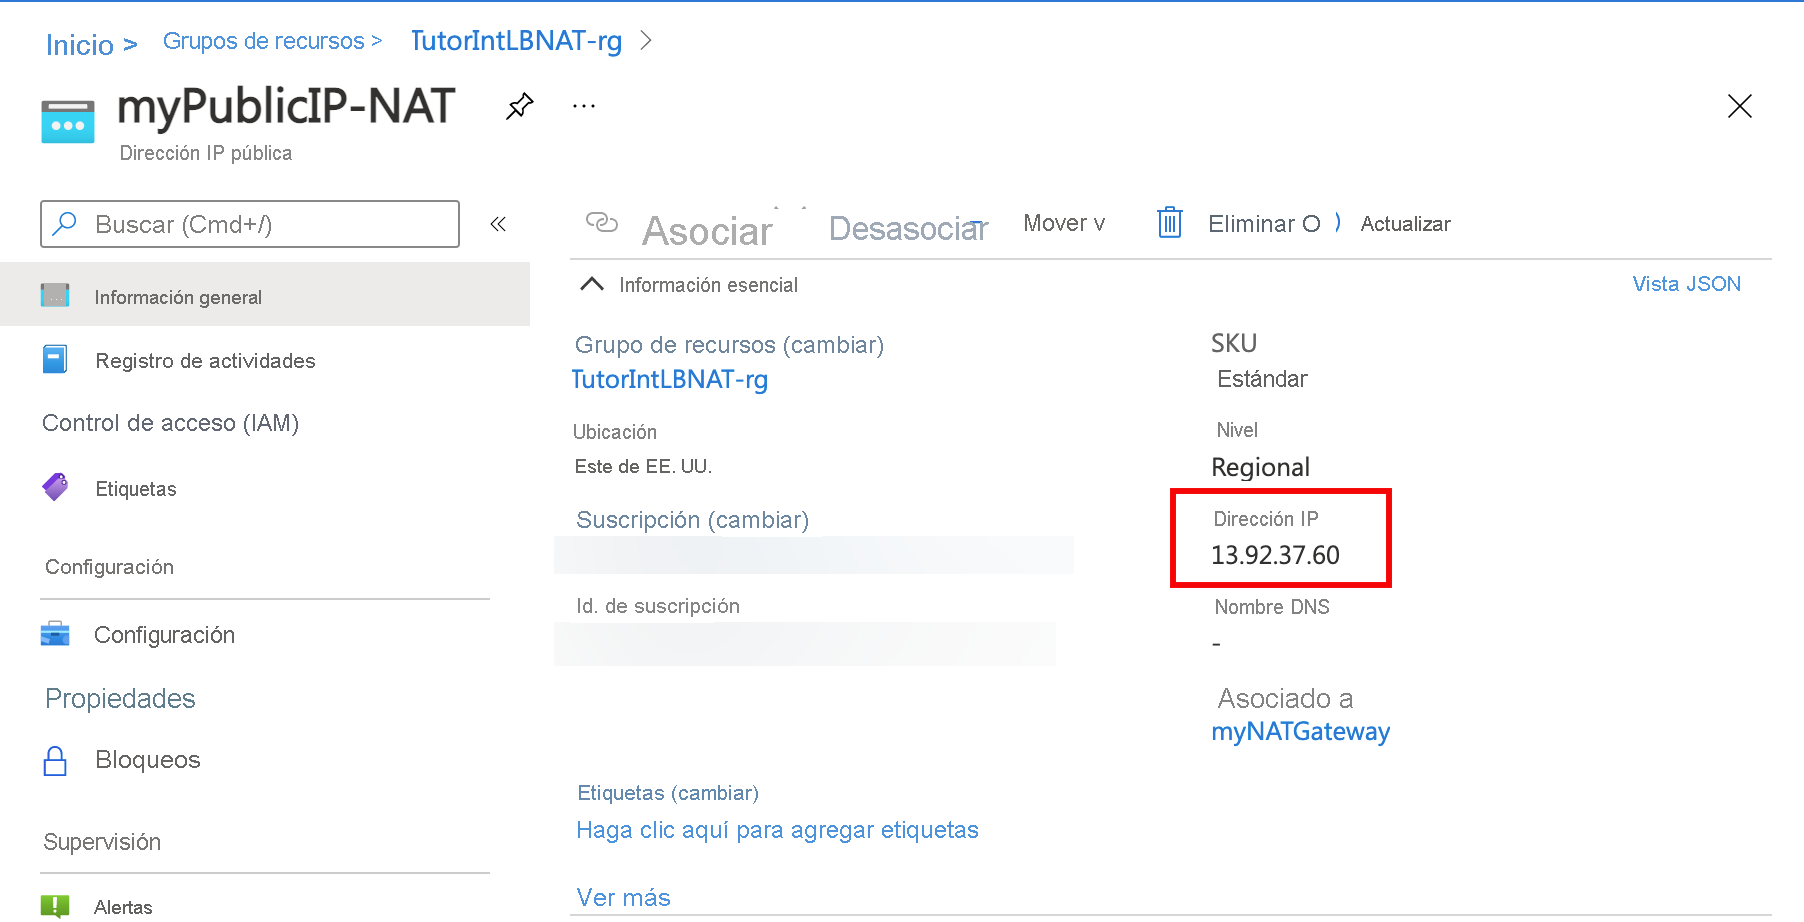 Inicio > Grupos de recursos > TutorIntLBNAT-rg >
myPublicIP-NAT
Dirección IP pública
Buscar (Cmd+/)
«
Asociar Desasociar Mover v Eliminar O Actualizar
Información general
Registro de actividades
Control de acceso (IAM)
Etiquetas
Configuración
Configuración
Propiedades
Bloqueos
Supervisión
Alertas
Información esencial
Vista JSON
Grupo de recursos (cambiar)
TutorIntLBNAT-rg
Ubicación
Este de EE. UU.
Suscripción (cambiar)
Id. de suscripción
SKU
Estándar
Nivel
Regional
Dirección IP
13.92.37.60
Nombre DNS
-
Asociado a
myNATGateway
Etiquetas (cambiar)
Haga clic aquí para agregar etiquetas
Ver más